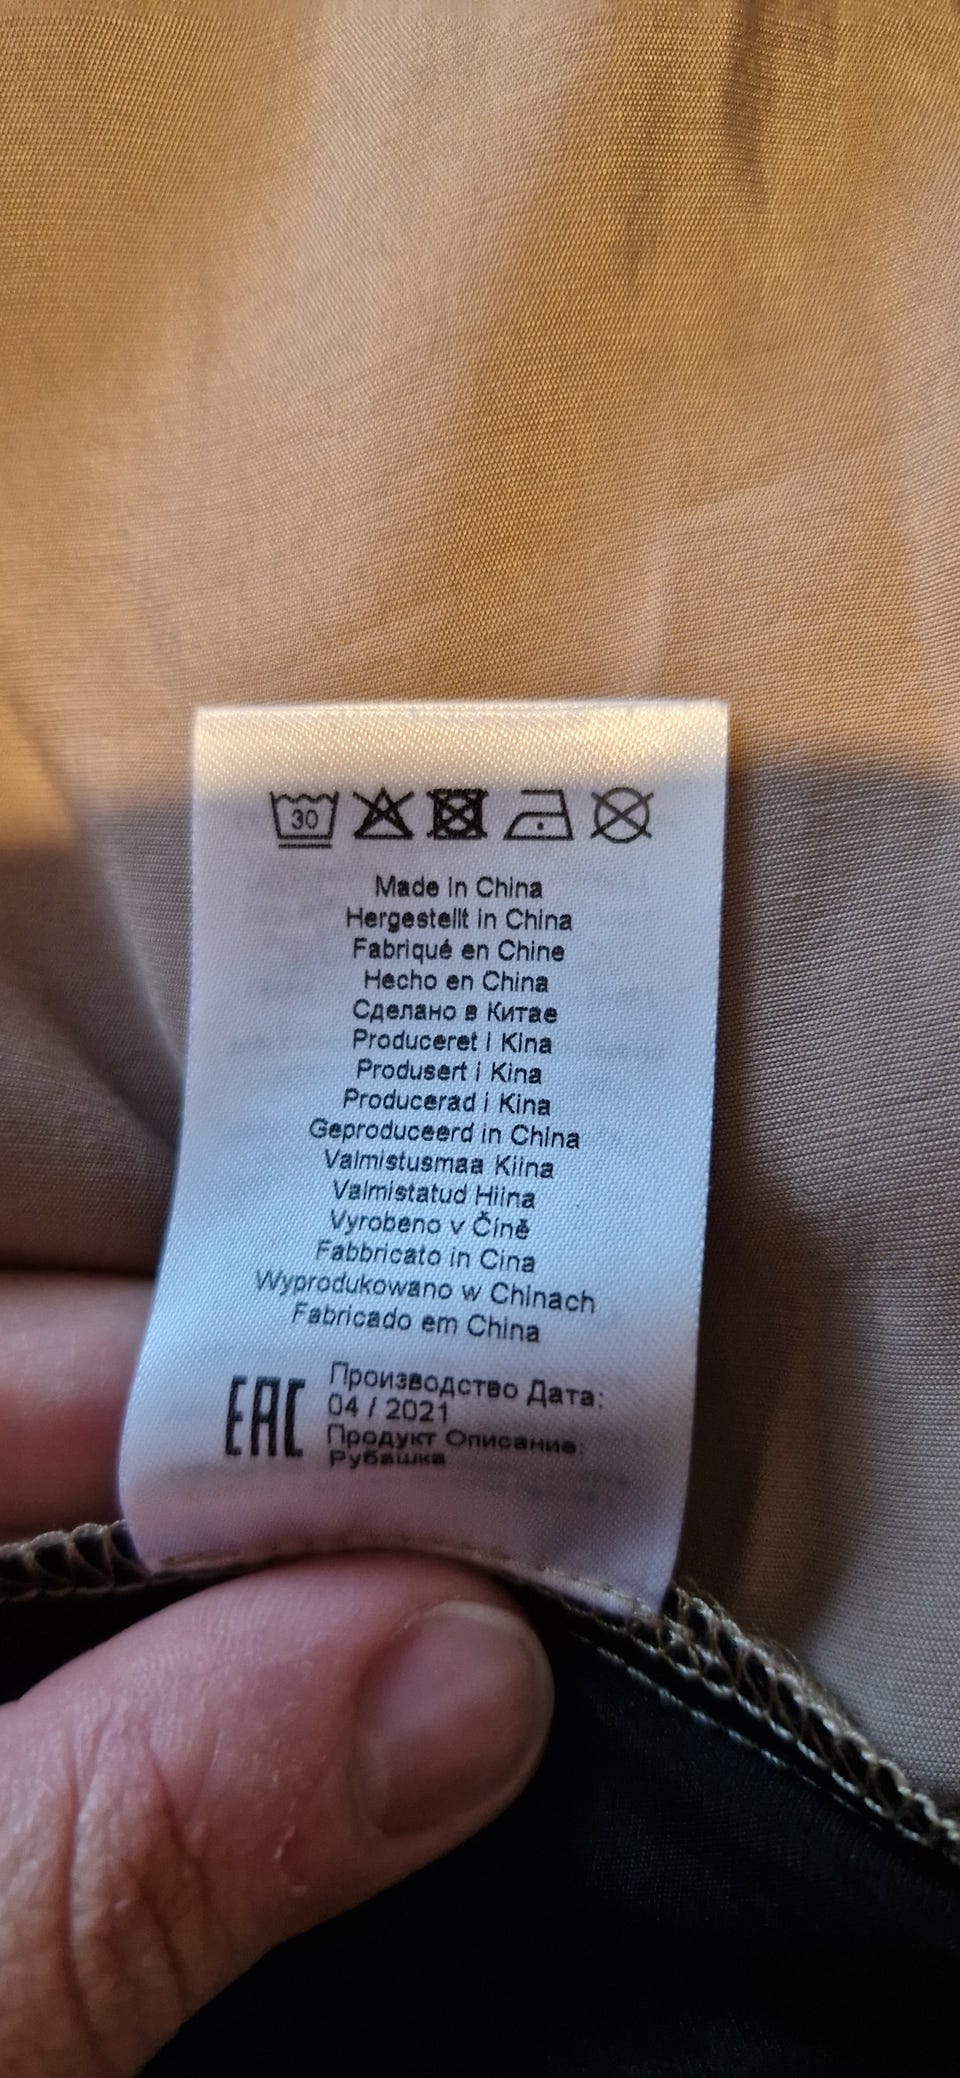 30
Made in China
Hergestellt in China
Fabriqué en Chine
Hecho en China
Сделано в Китае
Produceret i Kina
Produsert i Kina
Producerad i Kina
Geproduceerd in China
Valmistusmaa Kiina
Valmistatud Hiina
Vyrobeno v Číně
Fabbricato in Cina
Wyprodukowano w Chinach
Fabricado em China
EAC
Производство Дата:
04 / 2021
Продукт Описание:
Рубашка